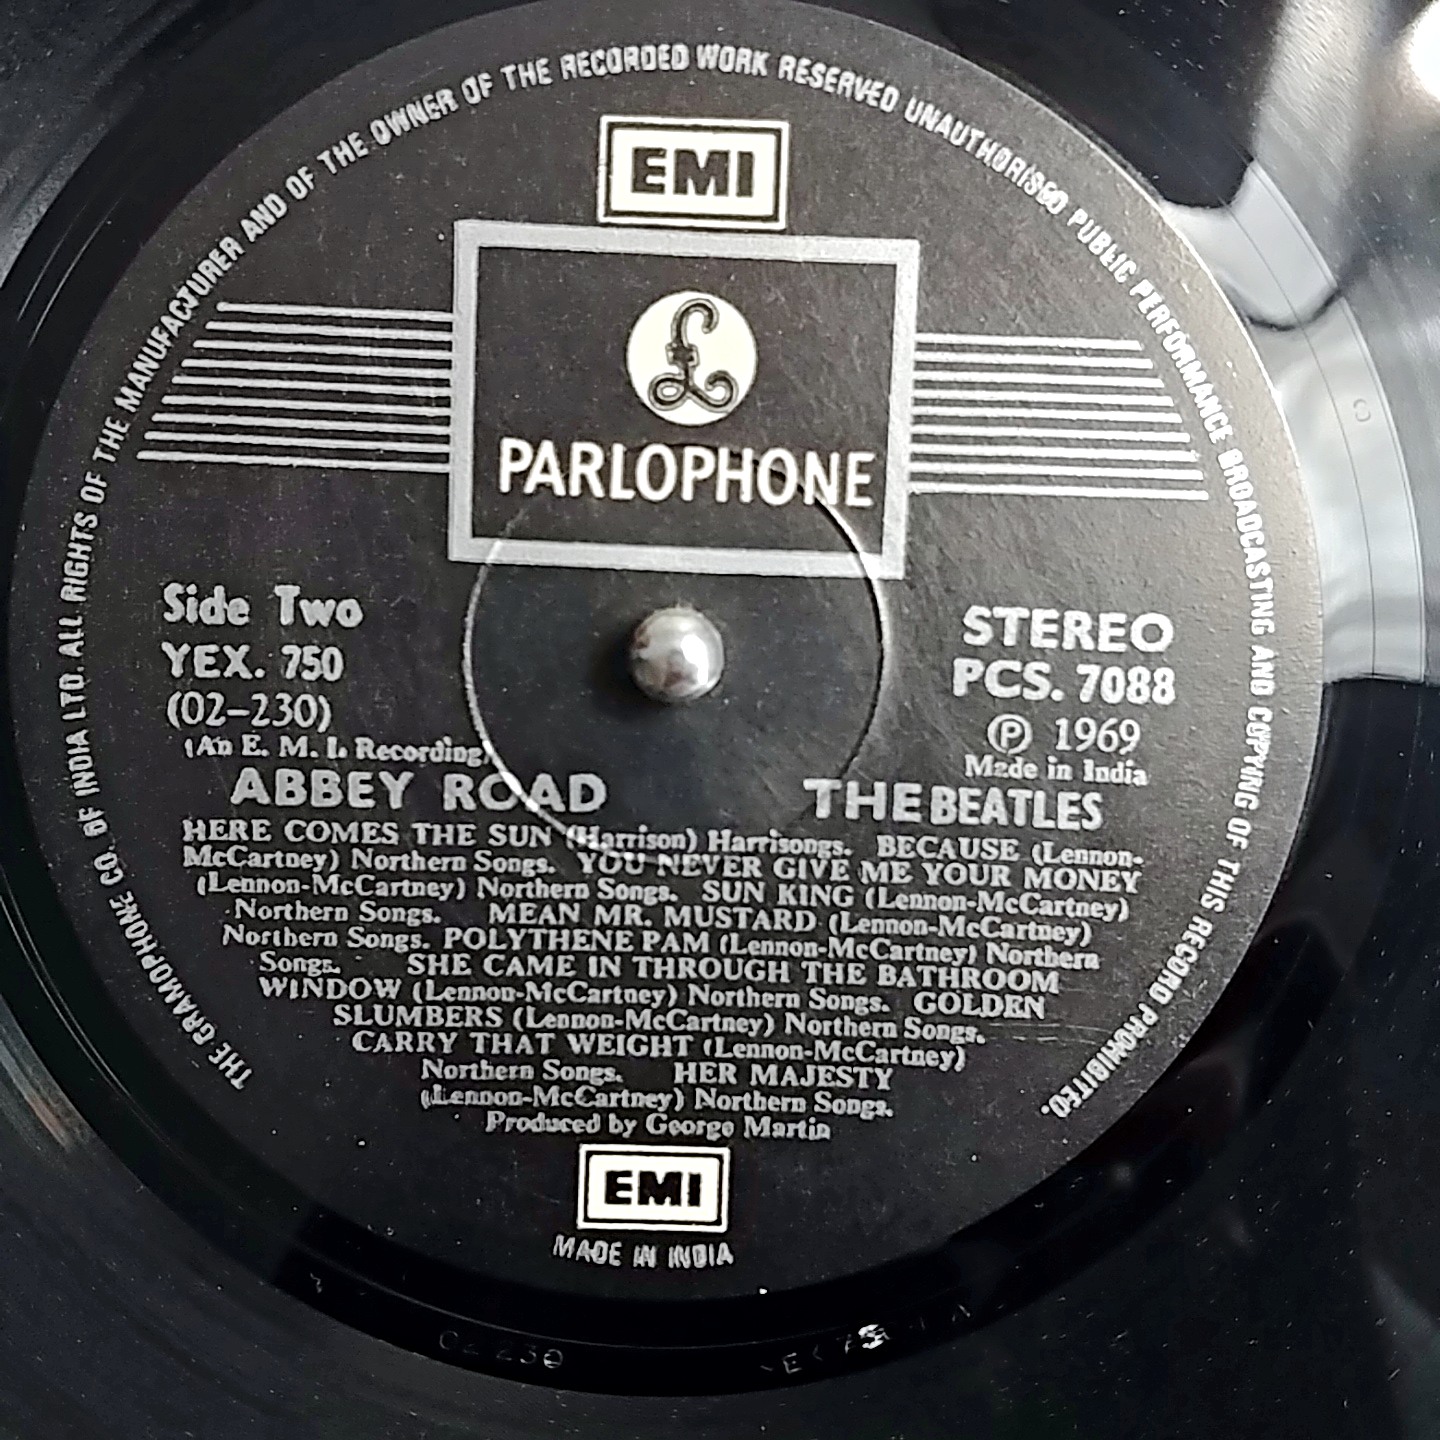 THE GRAMOPHONE CO. OF INDIA LTD. ALL RIGHTS OF THE MANUFACTURER AND OF THE OWNER OF THE RECORDED WORK RESERVED UNAUTHORISED PUBLIC PERFORMANCE BROADCASTING AND COPYING OF THIS RECORD PROHIBITED.
EMI
£
PARLOPHONE
Side Two
YEX. 750
(02-230)
(An E. M. I. Recording)
STEREO
PCS. 7088
Ⓟ 1969
Made in India
ABBEY ROAD THE BEATLES
HERE COMES THE SUN (Harrison) Harrisongs. BECAUSE (Lennon-
McCartney) Northern Songs. YOU NEVER GIVE ME YOUR MONEY
(Lennon-McCartney) Northern Songs. SUN KING (Lennon-McCartney)
Northern Songs. MEAN MR. MUSTARD (Lennon-McCartney)
Northern Songs. POLYTHENE PAM (Lennon-McCartney) Northern
Songs. SHE CAME IN THROUGH THE BATHROOM
WINDOW (Lennon-McCartney) Northern Songs. GOLDEN
SLUMBERS (Lennon-McCartney) Northern Songs.
CARRY THAT WEIGHT (Lennon-McCartney)
Northern Songs. HER MAJESTY
(Lennon-McCartney) Northern Songs.
Produced by George Martin
EMI
MADE IN INDIA
02 230